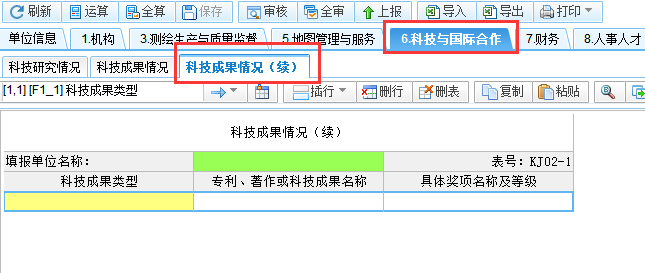 刷新 运算 全算 保存 审核 全审 上报 导入 导出 打印
单位信息 1.机构 3.测绘生产与质量监督 5.地图管理与服务 6.科技与国际合作 7.财务 8.人事人才
科技研究情况 科技成果情况 科技成果情况（续）
[1,1][F1_1]科技成果类型 插行 删行 删表 复制 粘贴
科技成果情况（续）
填报单位名称： 表号：KJ02-1
科技成果类型 专利、著作或科技成果名称 具体奖项名称及等级